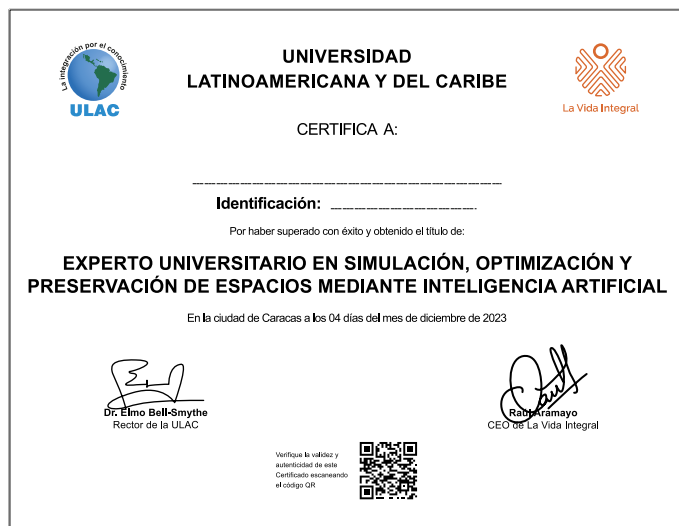 La integración por el conocimiento
ULAC
UNIVERSIDAD
LATINOAMERICANA Y DEL CARIBE
La Vida Integral
CERTIFICA A:
Identificación:
Por haber superado con éxito y obtenido el título de:
EXPERTO UNIVERSITARIO EN SIMULACIÓN, OPTIMIZACIÓN Y
PRESERVACIÓN DE ESPACIOS MEDIANTE INTELIGENCIA ARTIFICIAL
En la ciudad de Caracas a los 04 días del mes de diciembre de 2023
Dr. Elmo Bell-Smythe
Rector de la ULAC
Raúl Aramayo
CEO de La Vida Integral
Verifique la validez y
autenticidad de este
Certificado escaneando
el código QR